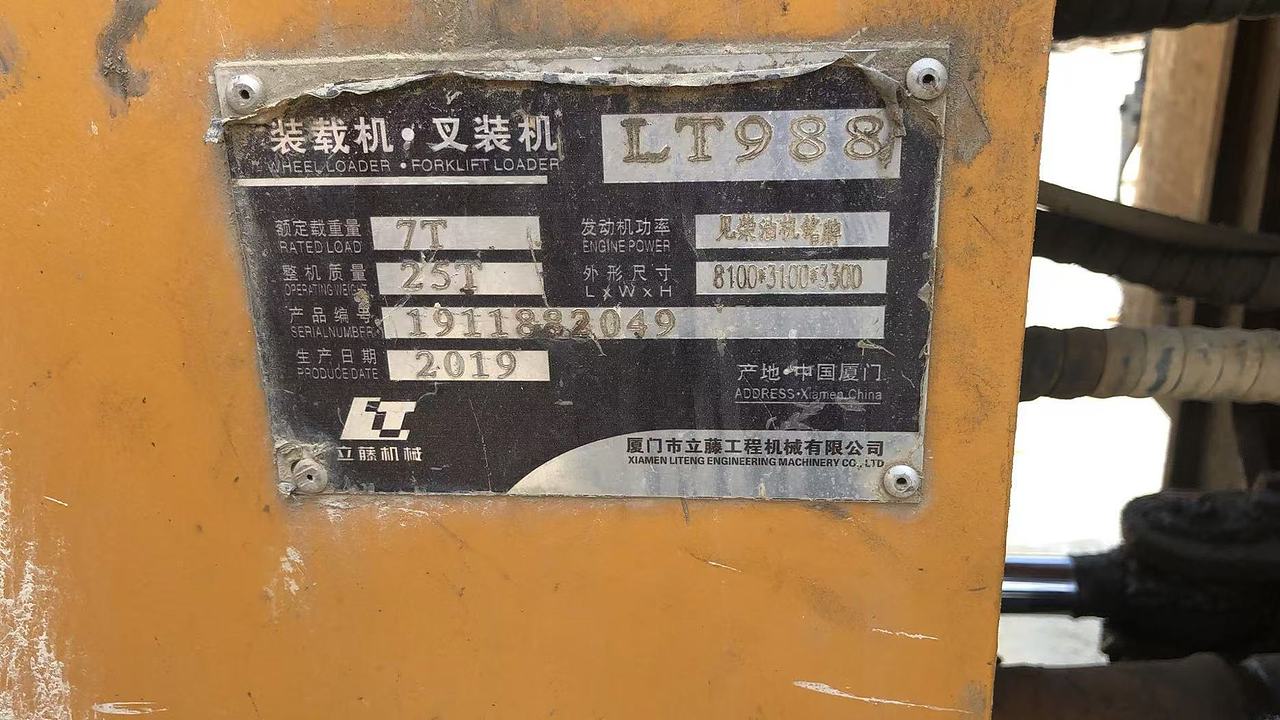 装载机·叉装机 LT988
WHEEL LOADER • FORKLIFT LOADER
额定载重量 7T 发动机功率 见柴油机铭牌
RATED LOAD ENGINE POWER
整机质量 25T 外形尺寸 8100*3100*3300
OPERATING WEIGHT L×W×H
产品编号 1911882049
SERIALNUMBER
生产日期 2019
PRODUCE DATE
产地·中国厦门
ADDRESS•Xiamen,China
LT
立藤机械
厦门市立藤工程机械有限公司
XIAMEN LITENG ENGINEERING MACHINERY CO., LTD